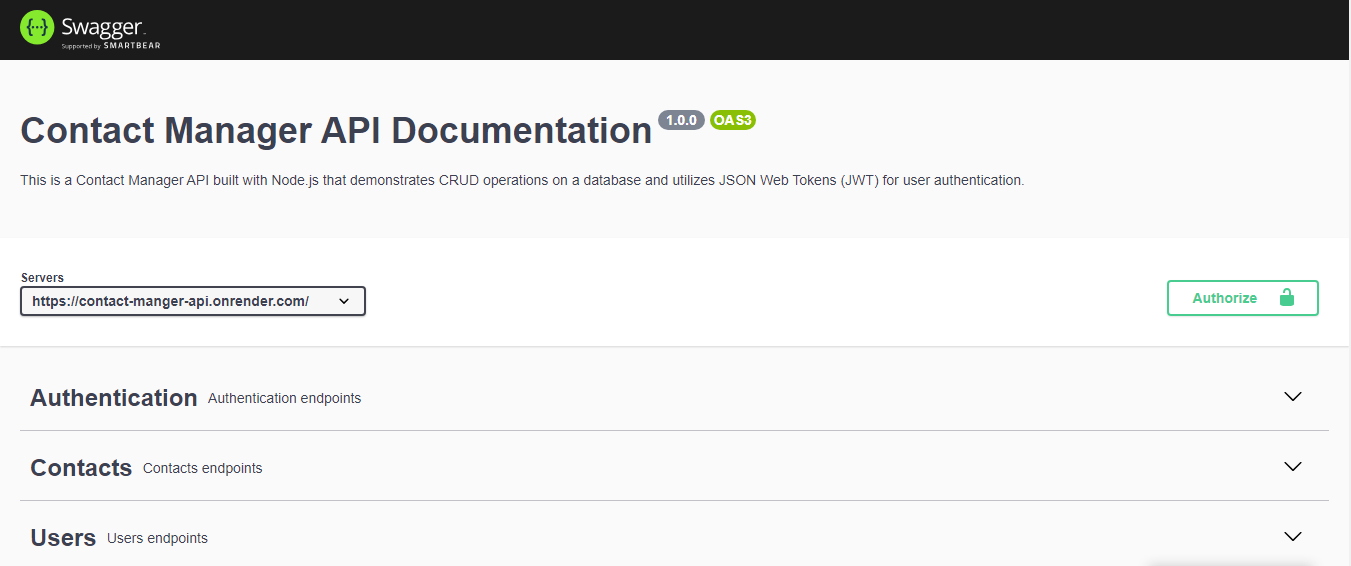 Swagger
Supported by SMARTBEAR
Contact Manager API Documentation 1.0.0 OAS3
This is a Contact Manager API built with Node.js that demonstrates CRUD operations on a database and utilizes JSON Web Tokens (JWT) for user authentication.
Servers
https://contact-manger-api.onrender.com/
Authorize
Authentication Authentication endpoints
Contacts Contacts endpoints
Users Users endpoints